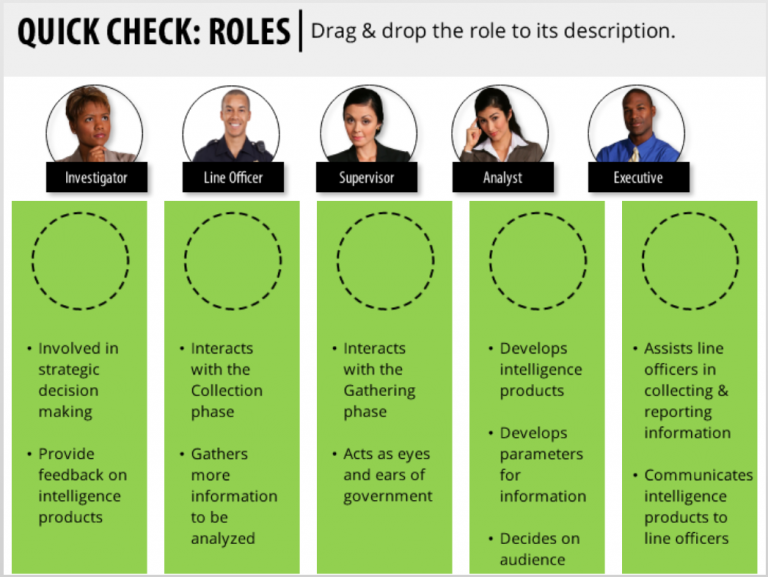 QUICK CHECK: ROLES Drag & drop the role to its description.
Investigator
Line Officer
Supervisor
Analyst
Executive
• Involved in
strategic
decision
making
• Provide
feedback on
intelligence
products
• Interacts
with the
Collection
phase
• Gathers
more
information
to be
analyzed
• Interacts
with the
Gathering
phase
• Acts as eyes
and ears of
government
• Develops
intelligence
products
• Develops
parameters
for
information
• Decides on
audience
• Assists line
officers in
collecting &
reporting
information
• Communicates
intelligence
products to
line officers